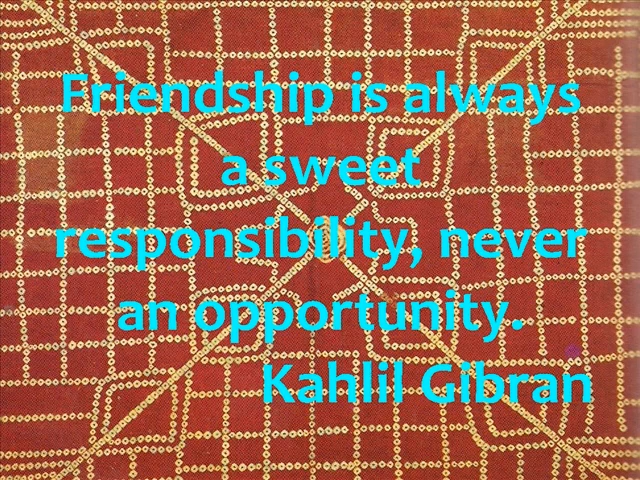 Friendship is always
a sweet
responsibility, never
an opportunity.
Kahlil Gibran